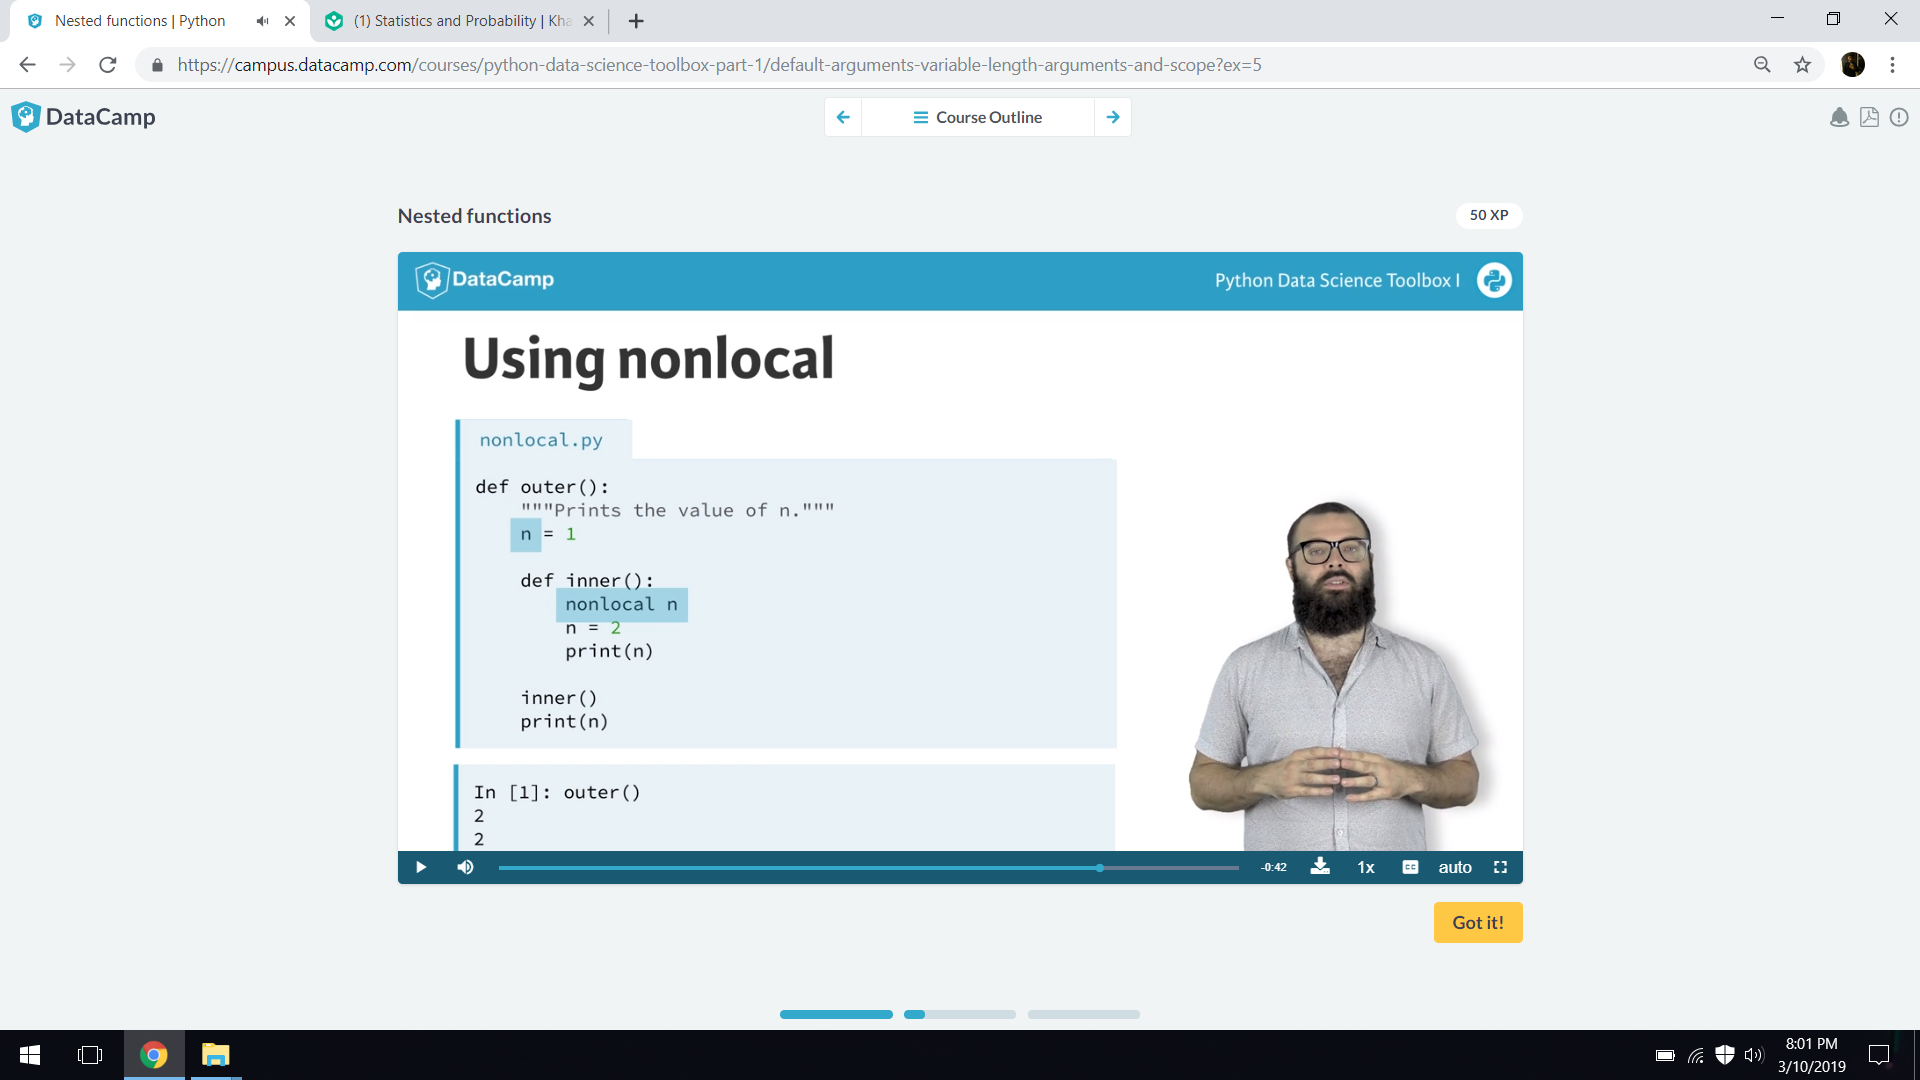 Nested functions | Python
(1) Statistics and Probability | Kha
https://campus.datacamp.com/courses/python-data-science-toolbox-part-1/default-arguments-variable-length-arguments-and-scope?ex=5
DataCamp
Course Outline
Nested functions
50 XP
DataCamp
Python Data Science Toolbox I
Using nonlocal
nonlocal.py
def outer():
"""Prints the value of n."""
n = 1
def inner():
nonlocal n
n = 2
print(n)
inner()
print(n)
In [1]: outer()
2
2
-0:42
1x
CC
auto
Got it!
8:01 PM
3/10/2019